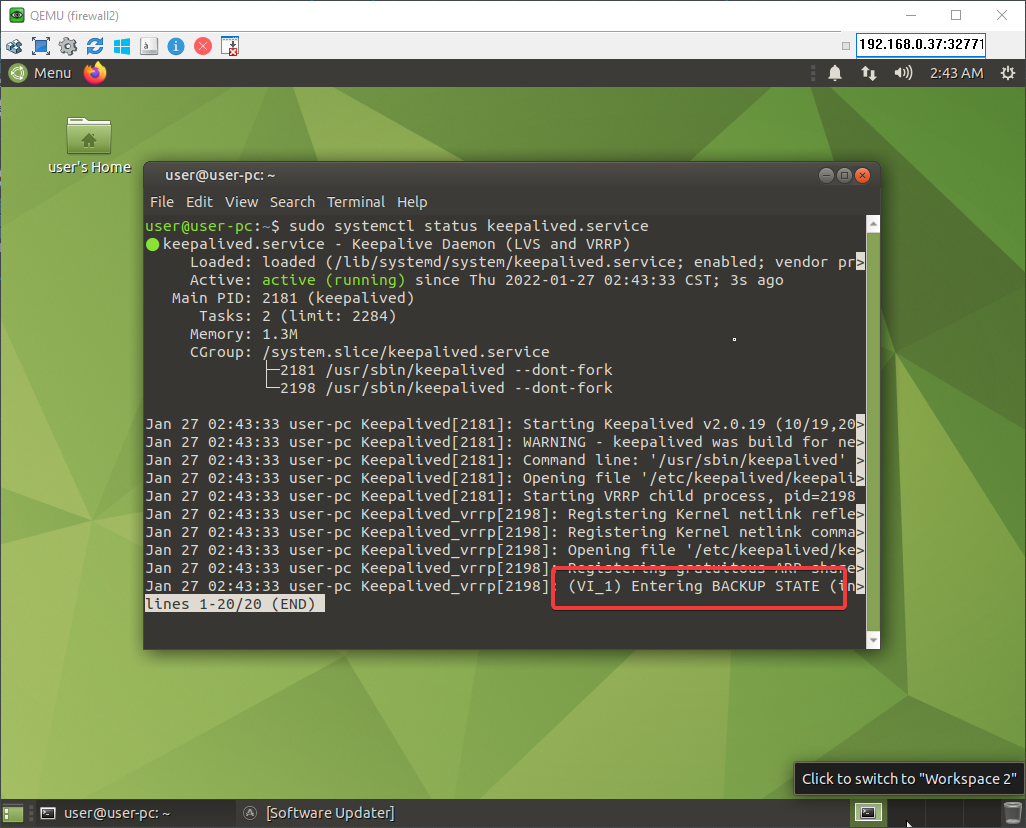 QEMU (firewall2)
192.168.0.37:32771
Menu
2:43 AM
user's Home
user@user-pc: ~
File Edit View Search Terminal Help
user@user-pc:~$ sudo systemctl status keepalived.service
keepalived.service - Keepalive Daemon (LVS and VRRP)
Loaded: loaded (/lib/systemd/system/keepalived.service; enabled; vendor pr>
Active: active (running) since Thu 2022-01-27 02:43:33 CST; 3s ago
Main PID: 2181 (keepalived)
Tasks: 2 (limit: 2284)
Memory: 1.3M
CGroup: /system.slice/keepalived.service
├─2181 /usr/sbin/keepalived --dont-fork
└─2198 /usr/sbin/keepalived --dont-fork
Jan 27 02:43:33 user-pc Keepalived[2181]: Starting Keepalived v2.0.19 (10/19,20>
Jan 27 02:43:33 user-pc Keepalived[2181]: WARNING - keepalived was build for ne>
Jan 27 02:43:33 user-pc Keepalived[2181]: Command line: '/usr/sbin/keepalived' >
Jan 27 02:43:33 user-pc Keepalived[2181]: Opening file '/etc/keepalived/keepali>
Jan 27 02:43:33 user-pc Keepalived[2181]: Starting VRRP child process, pid=2198
Jan 27 02:43:33 user-pc Keepalived_vrrp[2198]: Registering Kernel netlink refle>
Jan 27 02:43:33 user-pc Keepalived_vrrp[2198]: Registering Kernel netlink comma>
Jan 27 02:43:33 user-pc Keepalived_vrrp[2198]: Opening file '/etc/keepalived/ke>
Jan 27 02:43:33 user-pc Keepalived_vrrp[2198]: Registering gratuitous ARP share>
Jan 27 02:43:33 user-pc Keepalived_vrrp[2198]: (VI_1) Entering BACKUP STATE (in>
lines 1-20/20 (END)
Click to switch to "Workspace 2"
user@user-pc: ~
[Software Updater]